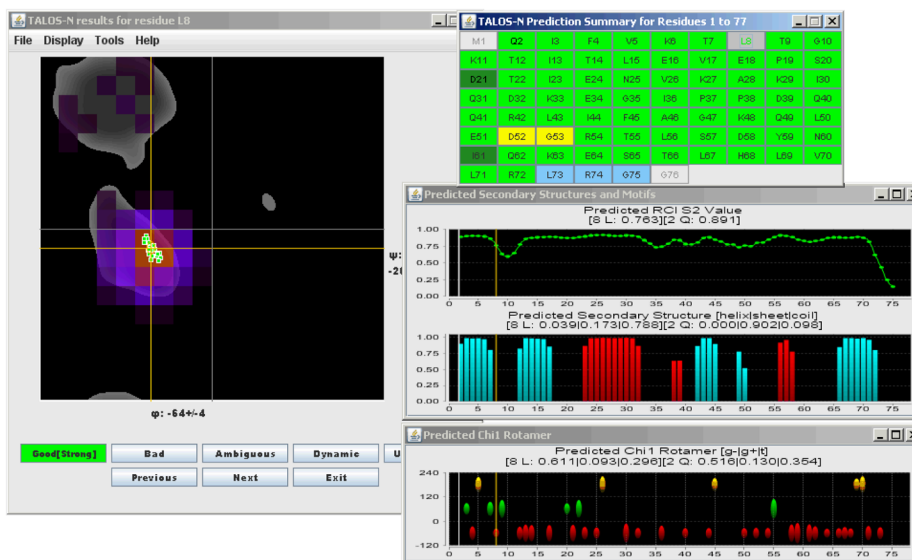 TALOS-N results for residue L8
File Display Tools Help
φ: -64+/-4
ψ:
Good[Strong] Bad Ambiguous Dynamic
Previous Next Exit
TALOS-N Prediction Summary for Residues 1 to 77
M1 Q2 I3 F4 V5 K6 T7 L8 T9 G10
K11 T12 I13 T14 L15 E16 V17 E18 P19 S20
D21 T22 I23 E24 N25 V26 K27 A28 K29 I30
Q31 D32 K33 E34 G35 I36 P37 P38 D39 Q40
Q41 R42 L43 I44 F45 A46 G47 K48 Q49 L50
E51 D52 G53 R54 T55 L56 S57 D58 Y59 N60
I61 Q62 K63 E64 S65 T66 L67 H68 L69 V70
L71 R72 L73 R74 G75 G76
Predicted Secondary Structures and Motifs
Predicted RCI S2 Value
[8 L: 0.763][2 Q: 0.891]
1.00
0.75
0.50
0.25
0.00
0 5 10 15 20 25 30 35 40 45 50 55 60 65 70 75
Predicted Secondary Structure [helix|sheet|coil]
[8 L: 0.039|0.173|0.788][2 Q: 0.000|0.902|0.098]
1.00
0.75
0.50
0.25
0.00
0 5 10 15 20 25 30 35 40 45 50 55 60 65 70 75
Predicted Chi1 Rotamer
Predicted Chi1 Rotamer [g-|g+|t]
[8 L: 0.611|0.093|0.296][2 Q: 0.516|0.130|0.354]
240
120
0
-120
0 5 10 15 20 25 30 35 40 45 50 55 60 65 70 75